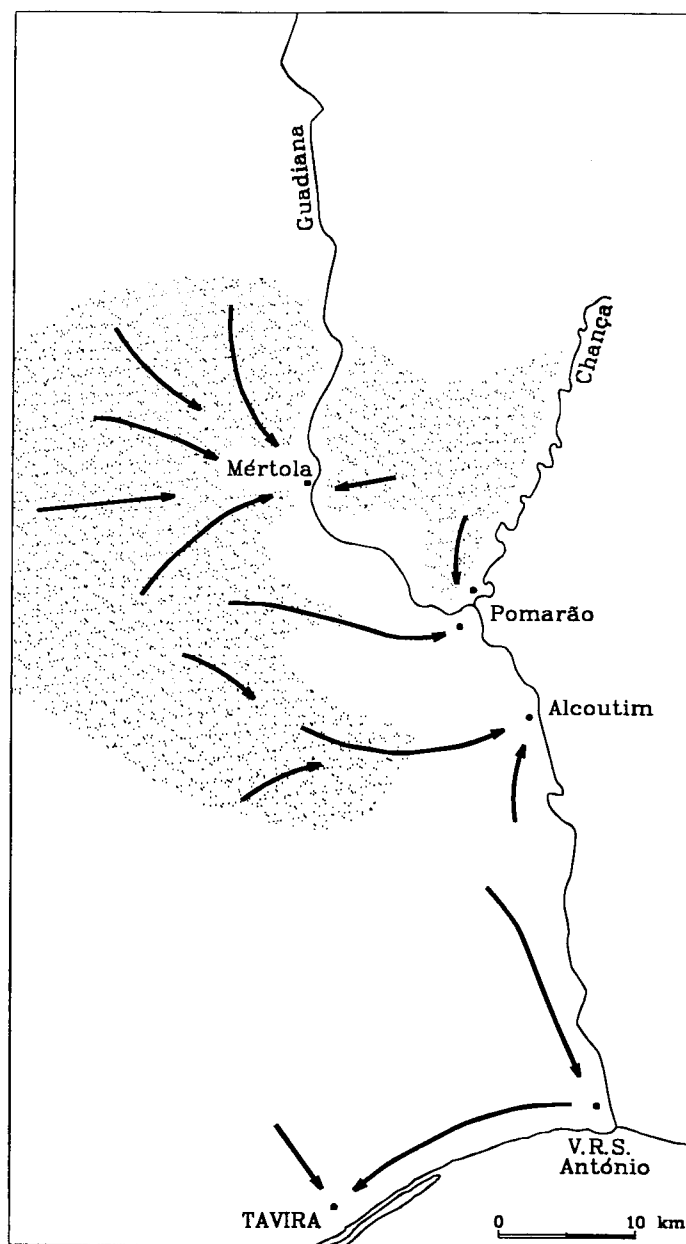 Guadiana
Chança
Mértola
Pomarão
Alcoutim
V.R.S.
António
TAVIRA
0 10 km